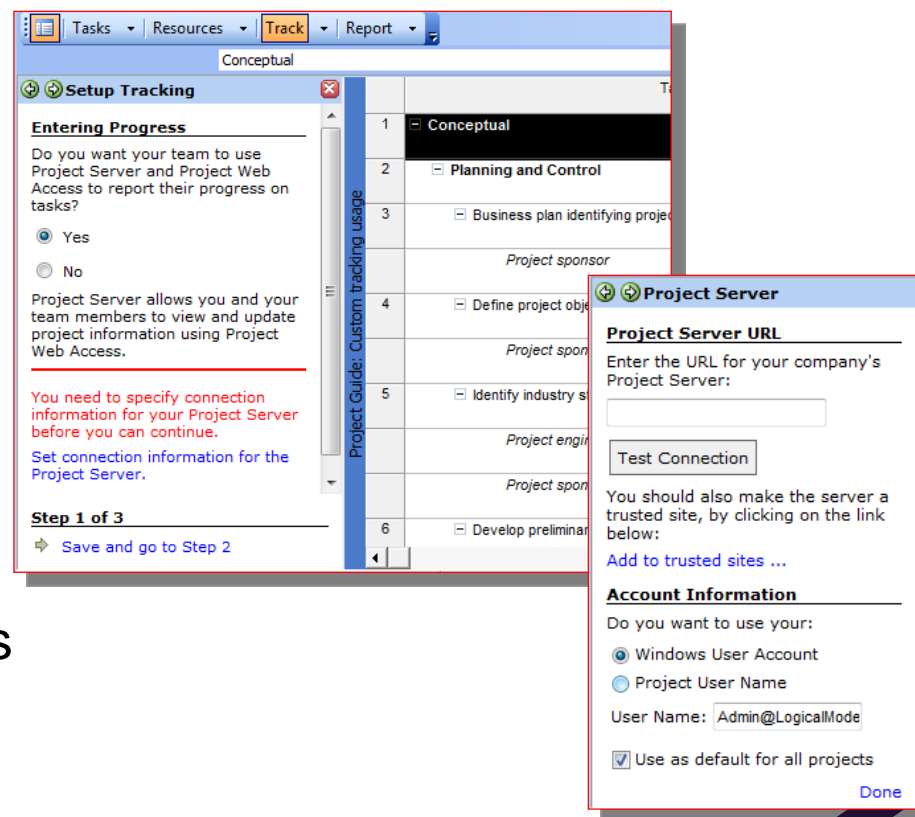 Tasks Resources Track Report
Conceptual
Setup Tracking
Entering Progress
Do you want your team to use
Project Server and Project Web
Access to report their progress on
tasks?
Yes
No
Project Server allows you and your
team members to view and update
project information using Project
Web Access.
You need to specify connection
information for your Project Server
before you can continue.
Set connection information for the
Project Server.
Step 1 of 3
Save and go to Step 2
Project Guide: Custom tracking usage
1 Conceptual
2 Planning and Control
3 Business plan identifying projec
Project sponsor
4 Define project obje
Project spon
5 Identify industry s
Project engin
Project spon
6 Develop preliminar
Project Server
Project Server URL
Enter the URL for your company's
Project Server:
Test Connection
You should also make the server a
trusted site, by clicking on the link
below:
Add to trusted sites ...
Account Information
Do you want to use your:
Windows User Account
Project User Name
User Name: Admin@LogicalMode
Use as default for all projects
Done
s